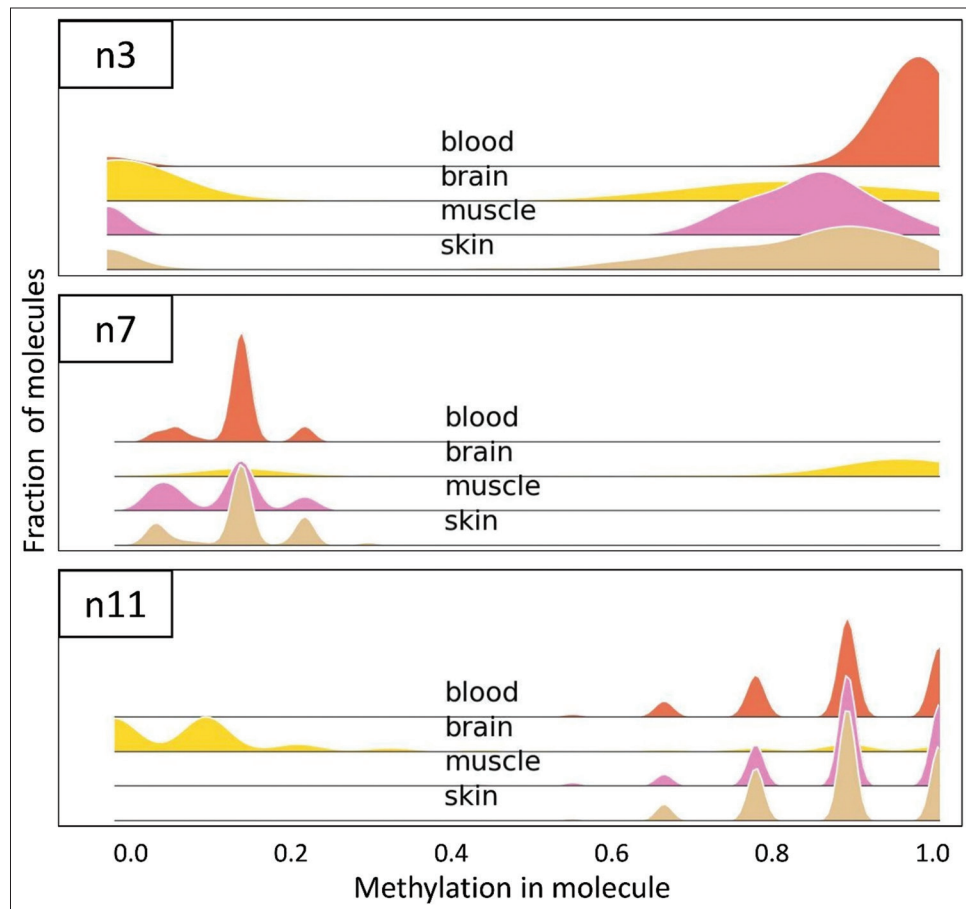 n3
blood
brain
muscle
skin
n7
blood
brain
muscle
skin
n11
blood
brain
muscle
skin
Fraction of molecules
0.0 0.2 0.4 0.6 0.8 1.0
Methylation in molecule